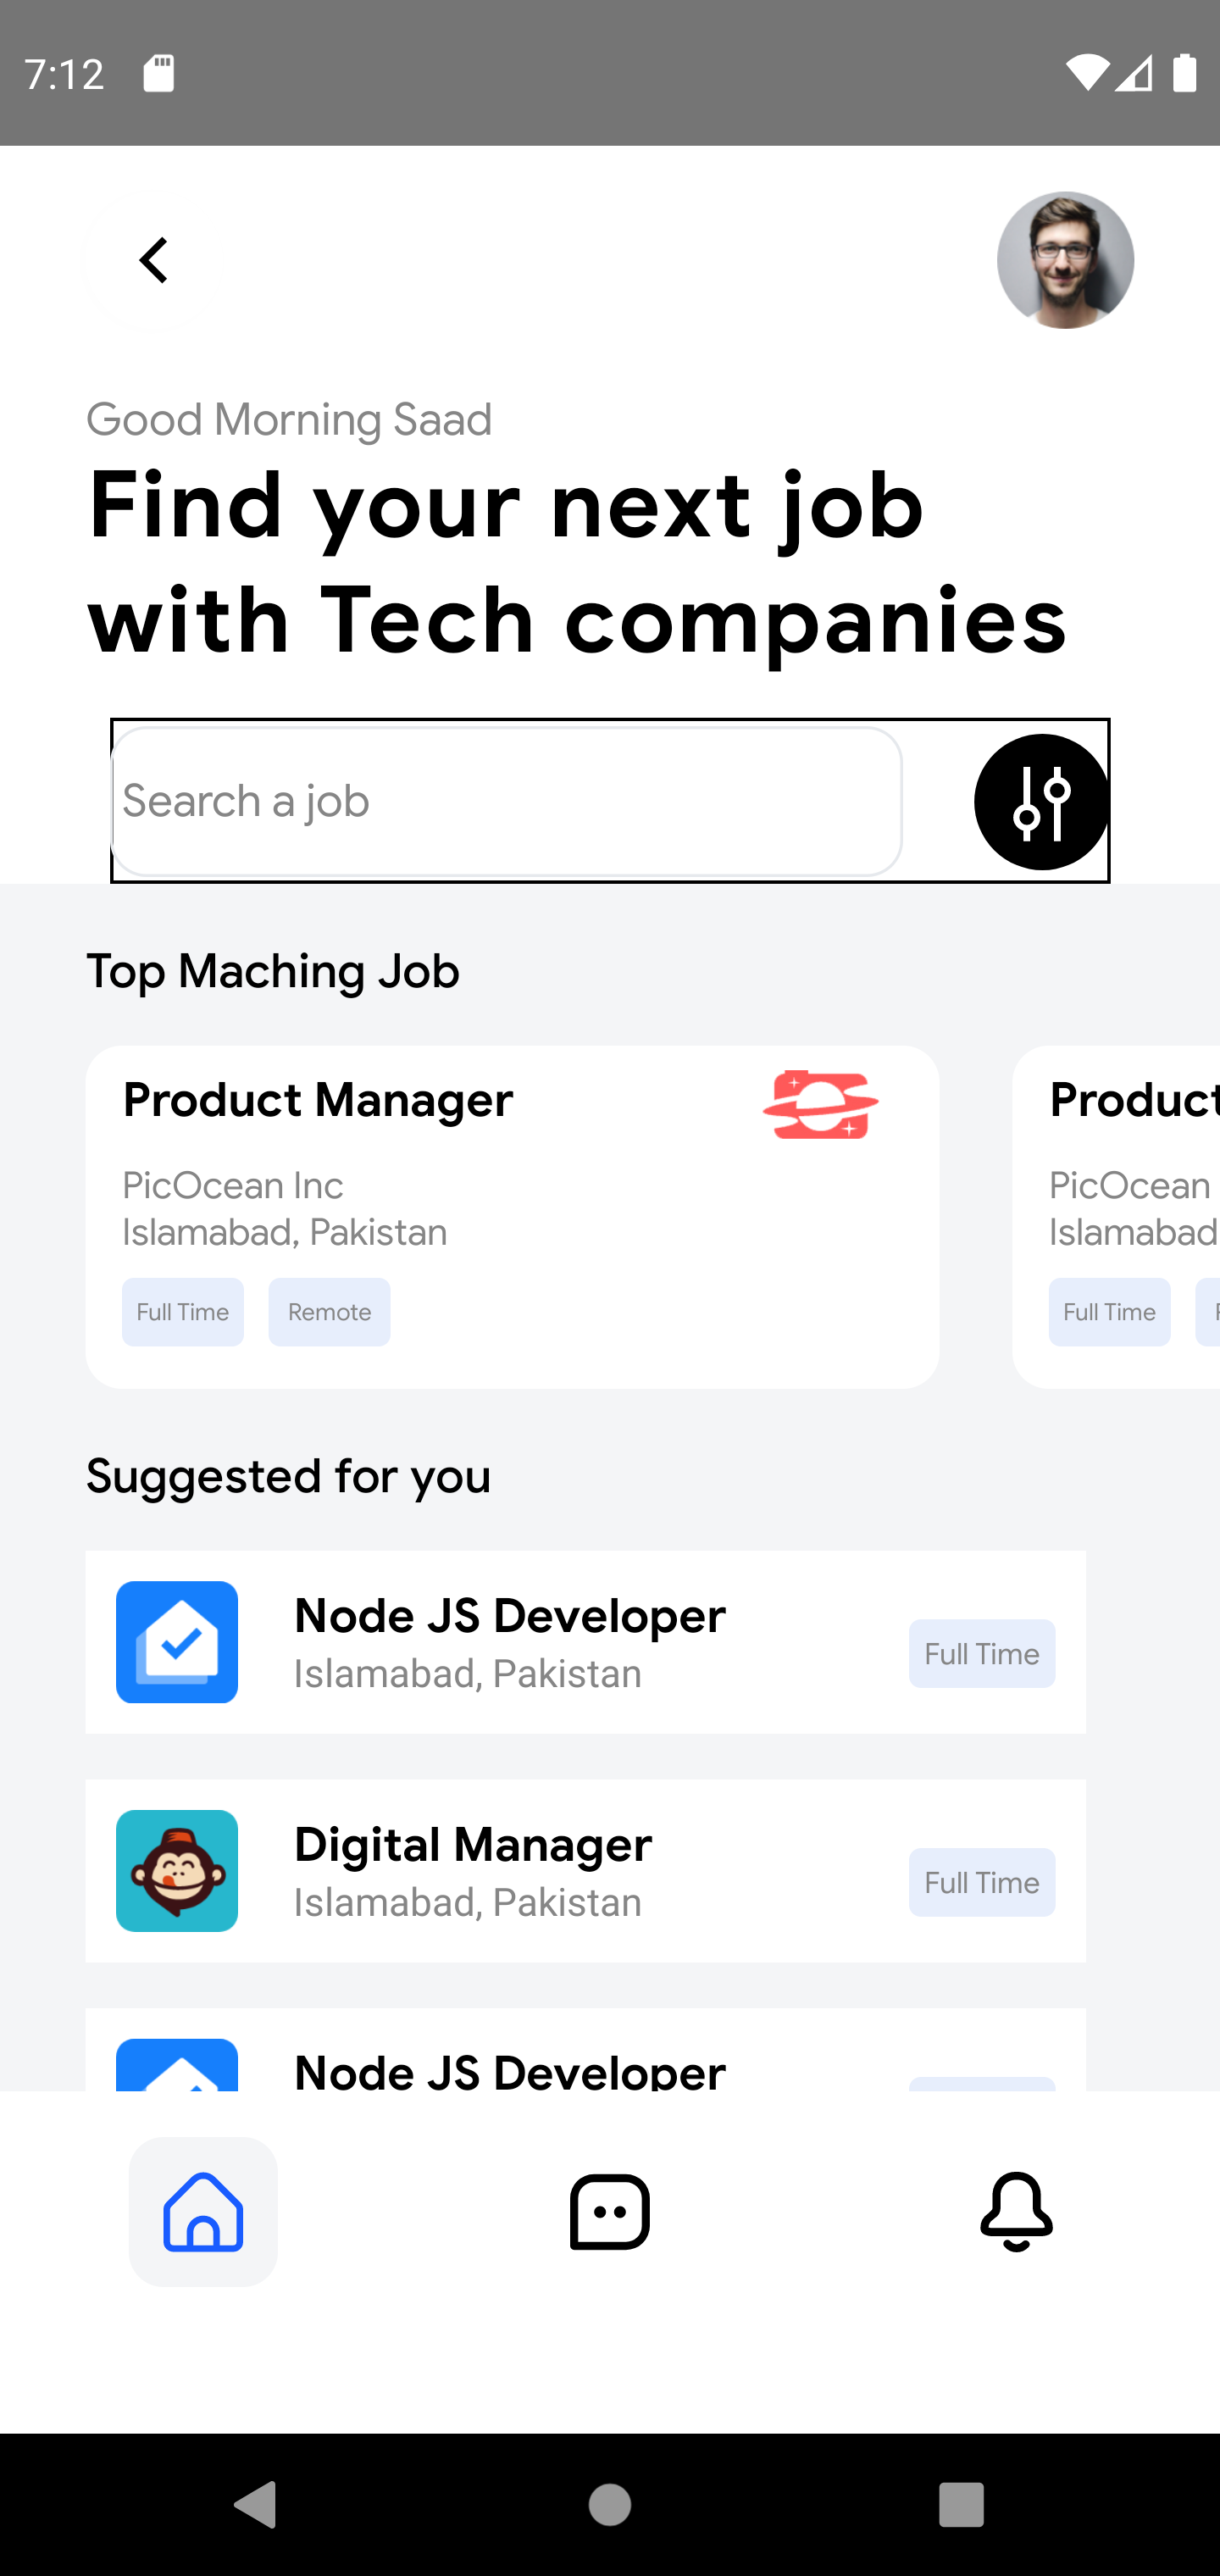 7:12
Good Morning Saad
Find your next job
with Tech companies
Search a job
Top Maching Job
Product Manager
PicOcean Inc
Islamabad, Pakistan
Full Time
Remote
Product
PicOcean
Islamabad
Full Time
Suggested for you
Node JS Developer
Islamabad, Pakistan
Full Time
Digital Manager
Islamabad, Pakistan
Full Time
Node JS Developer